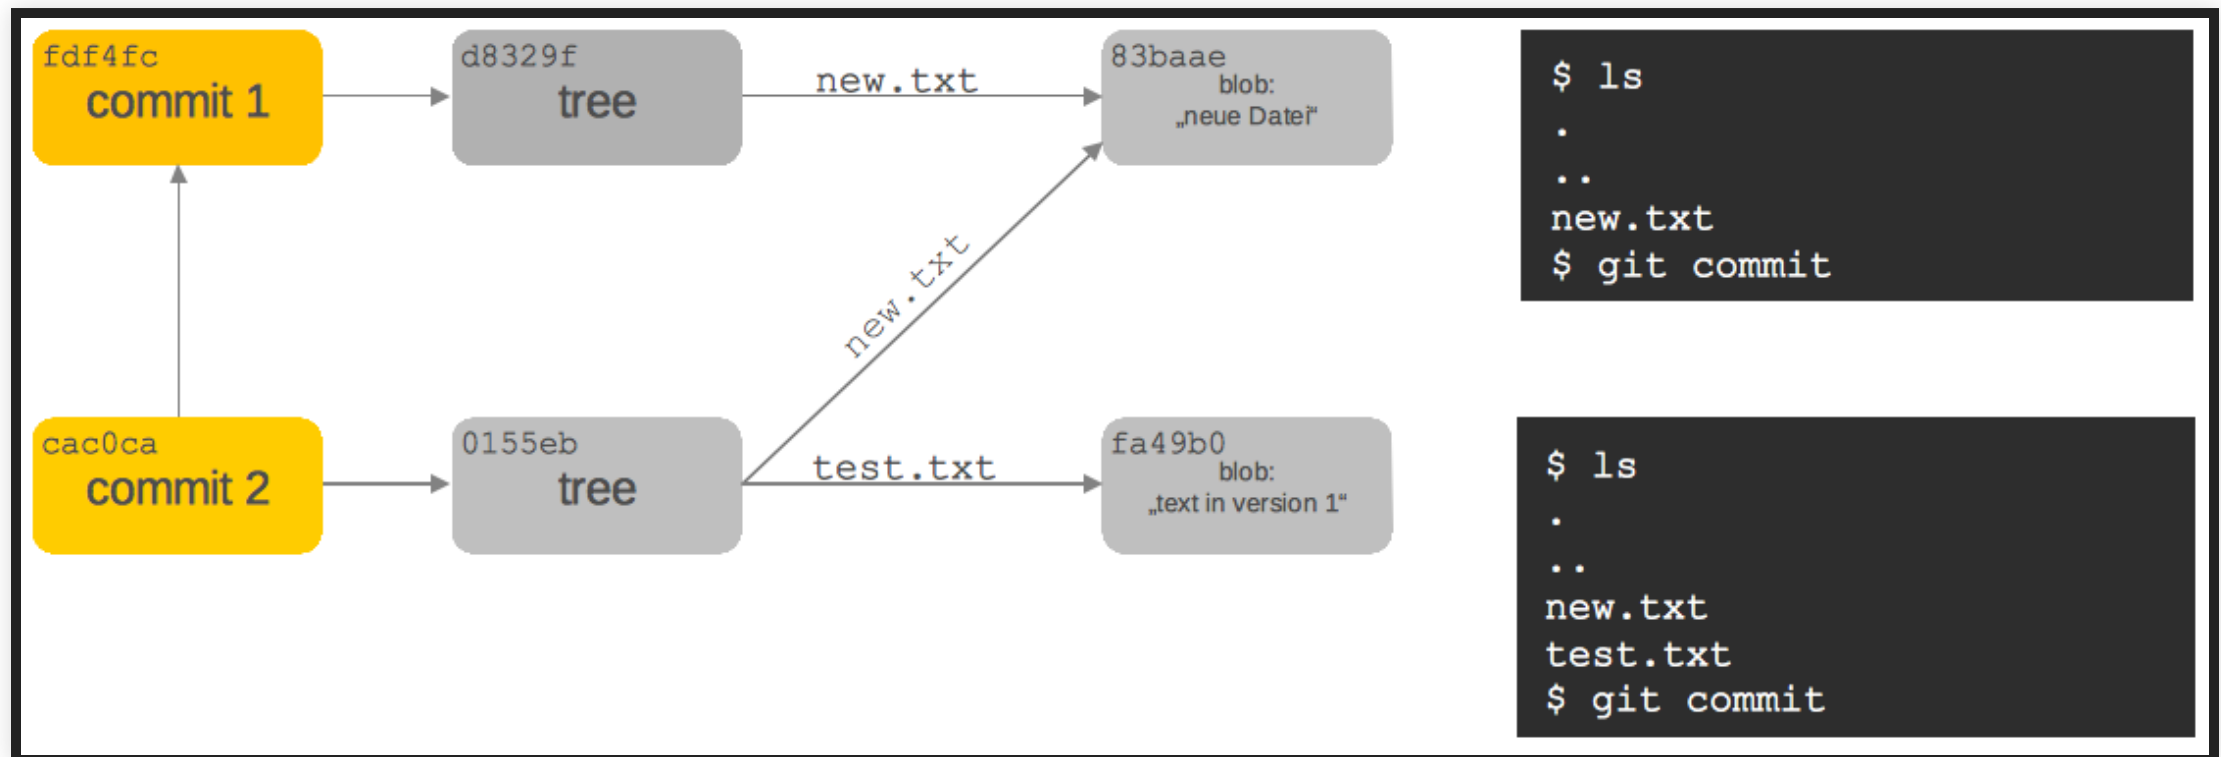 fdf4fc
commit 1
d8329f
tree
new.txt
83baae
blob:
„neue Datei“
$ ls
.
..
new.txt
$ git commit
new.txt
cac0ca
commit 2
0155eb
tree
test.txt
fa49b0
blob:
„text in version 1“
$ ls
.
..
new.txt
test.txt
$ git commit